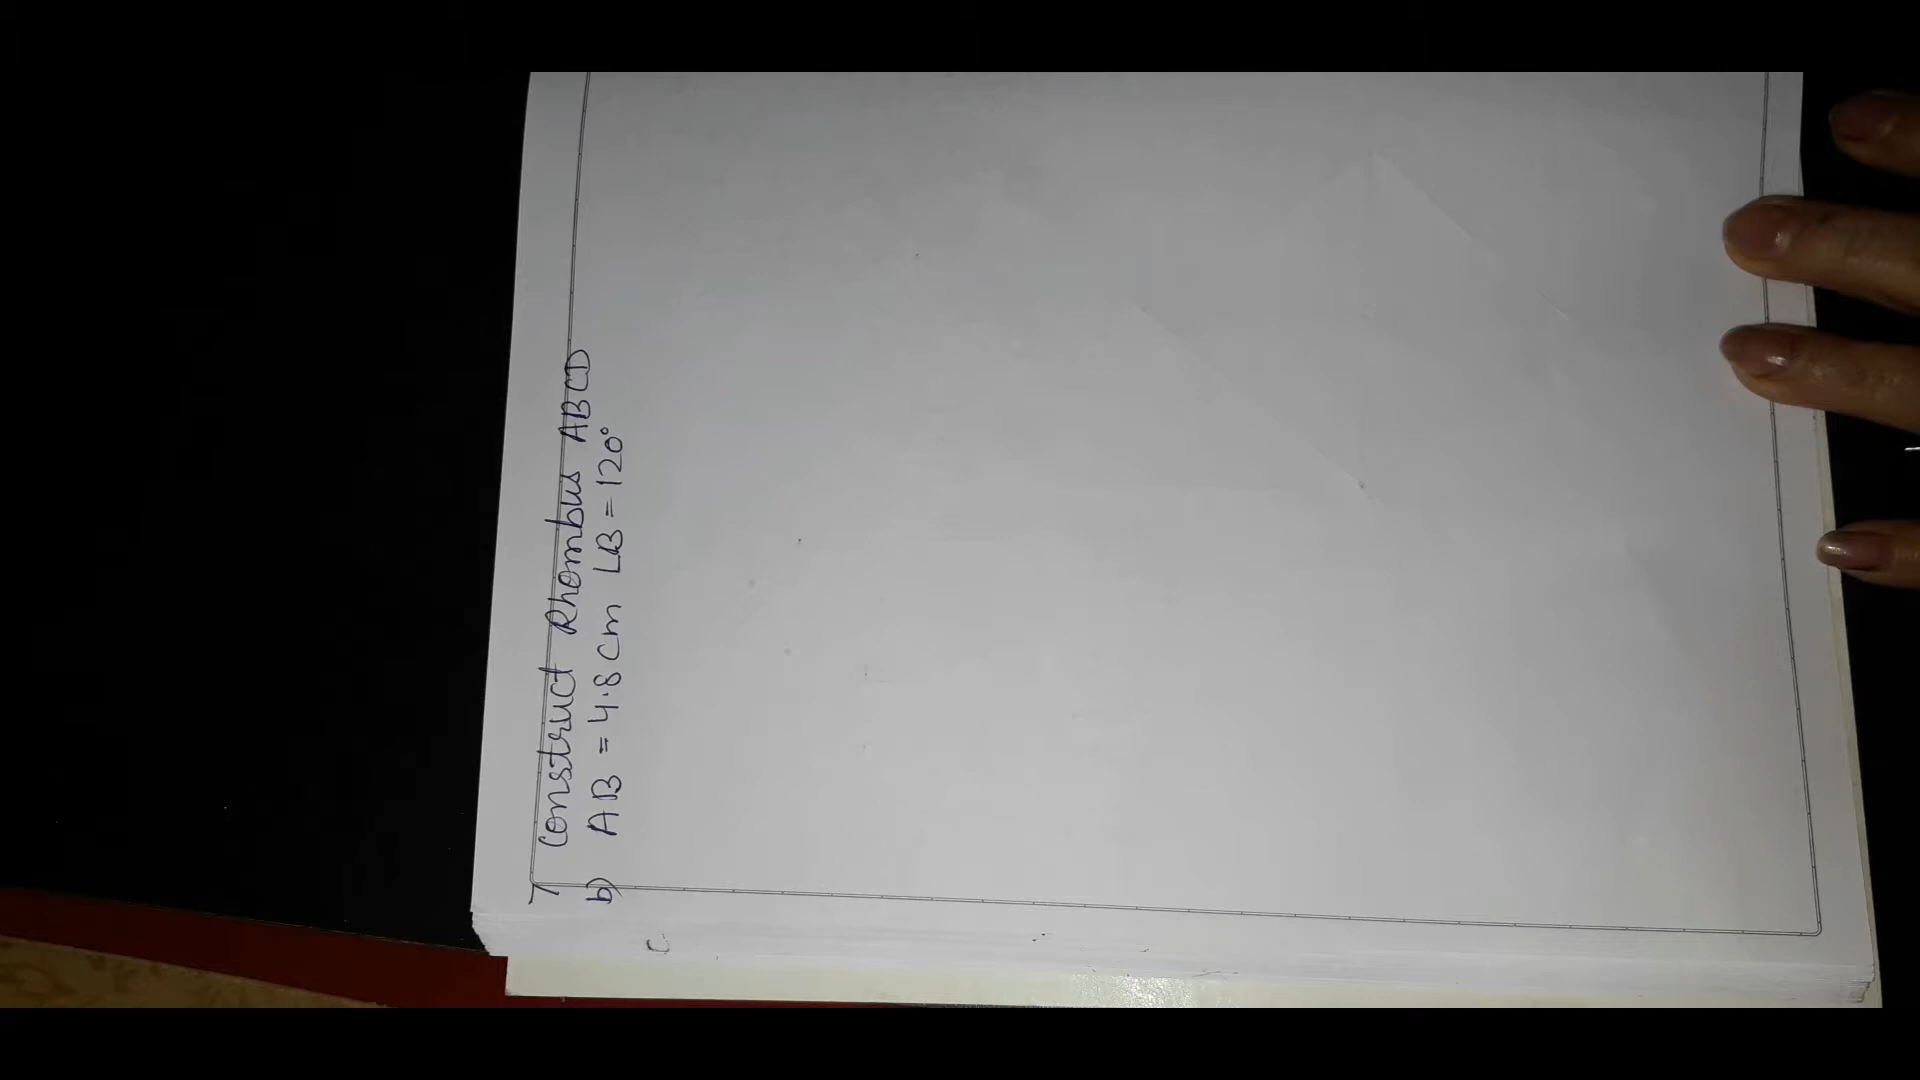 7 Construct Rhombus ABCD
b) AB = 4.8 cm ∠B = 120°
C